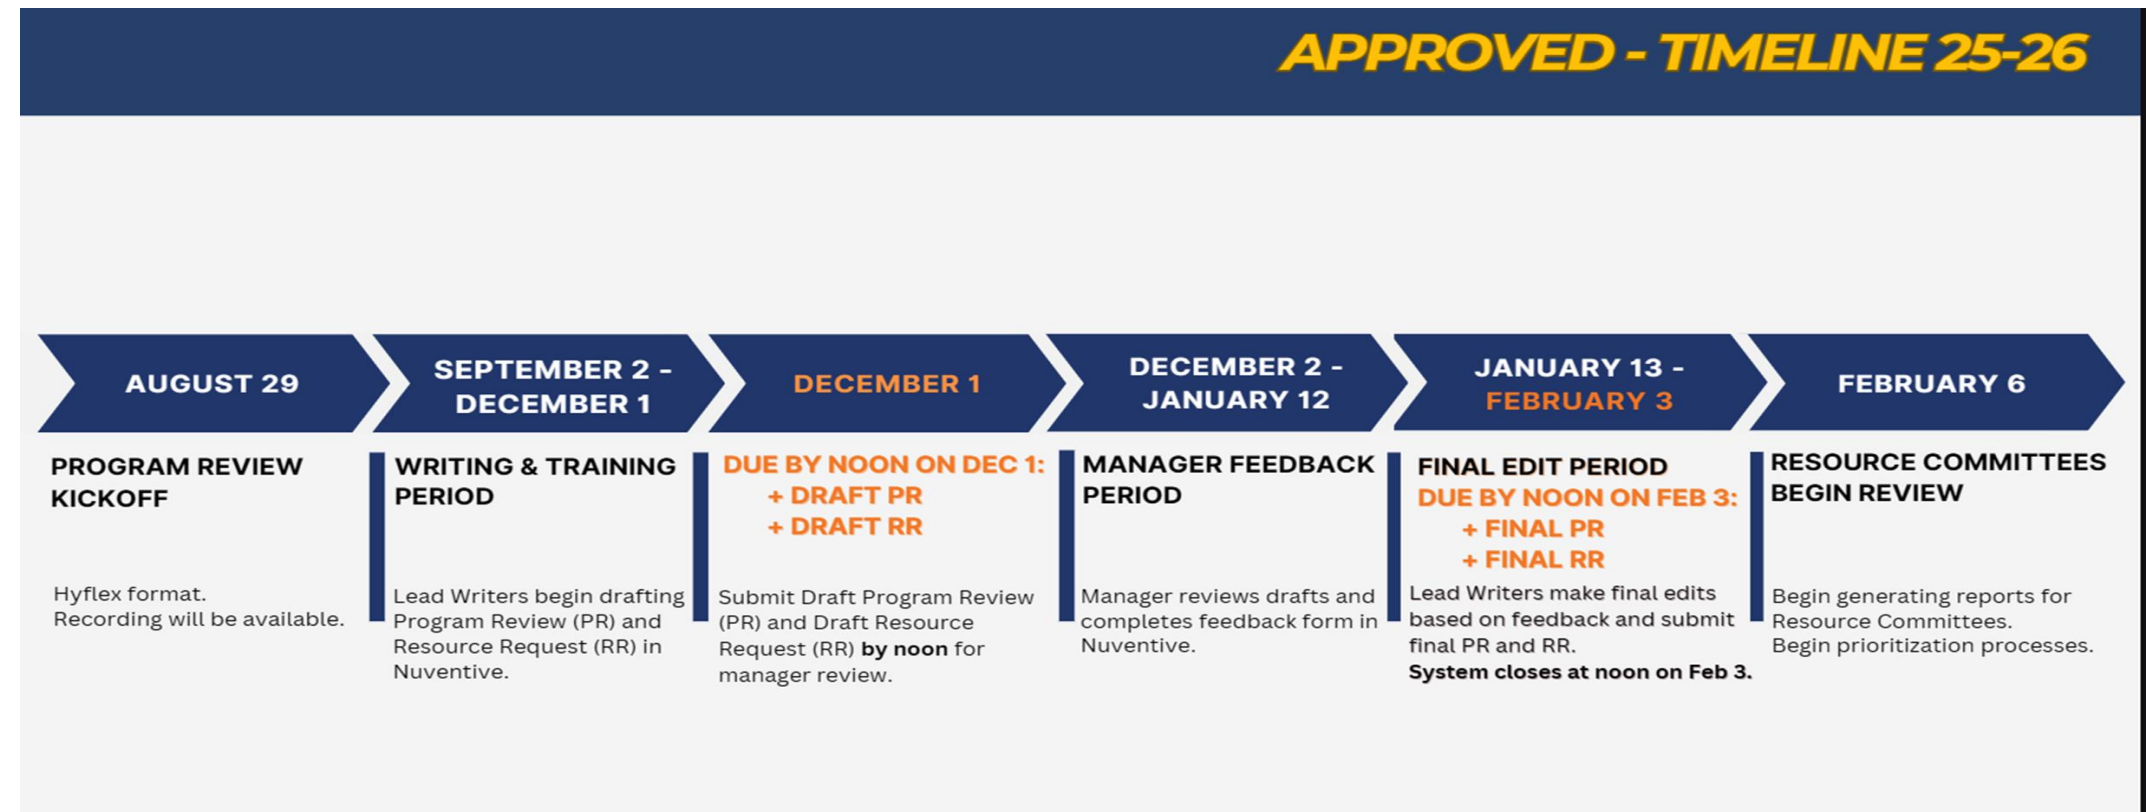 APPROVED - TIMELINE 25-26
AUGUST 29
PROGRAM REVIEW
KICKOFF
Hyflex format.
Recording will be available.
SEPTEMBER 2 -
DECEMBER 1
WRITING & TRAINING
PERIOD
Lead Writers begin drafting
Program Review (PR) and
Resource Request (RR) in
Nuventive.
DECEMBER 1
DUE BY NOON ON DEC 1:
+ DRAFT PR
+ DRAFT RR
Submit Draft Program Review
(PR) and Draft Resource
Request (RR) by noon for
manager review.
DECEMBER 2 -
JANUARY 12
MANAGER FEEDBACK
PERIOD
Manager reviews drafts and
completes feedback form in
Nuventive.
JANUARY 13 -
FEBRUARY 3
FINAL EDIT PERIOD
DUE BY NOON ON FEB 3:
+ FINAL PR
+ FINAL RR
Lead Writers make final edits
based on feedback and submit
final PR and RR.
System closes at noon on Feb 3.
FEBRUARY 6
RESOURCE COMMITTEES
BEGIN REVIEW
Begin generating reports for
Resource Committees.
Begin prioritization processes.